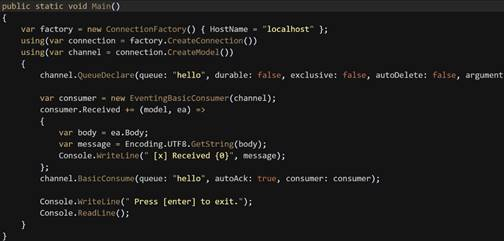 public static void Main()
{
var factory = new ConnectionFactory() { HostName = "localhost" };
using(var connection = factory.CreateConnection())
using(var channel = connection.CreateModel())
{
channel.QueueDeclare(queue: "hello", durable: false, exclusive: false, autoDelete: false, argument
var consumer = new EventingBasicConsumer(channel);
consumer.Received += (model, ea) =>
{
var body = ea.Body;
var message = Encoding.UTF8.GetString(body);
Console.WriteLine(" [x] Received {0}", message);
};
channel.BasicConsume(queue: "hello", autoAck: true, consumer: consumer);
Console.WriteLine(" Press [enter] to exit.");
Console.ReadLine();
}
}